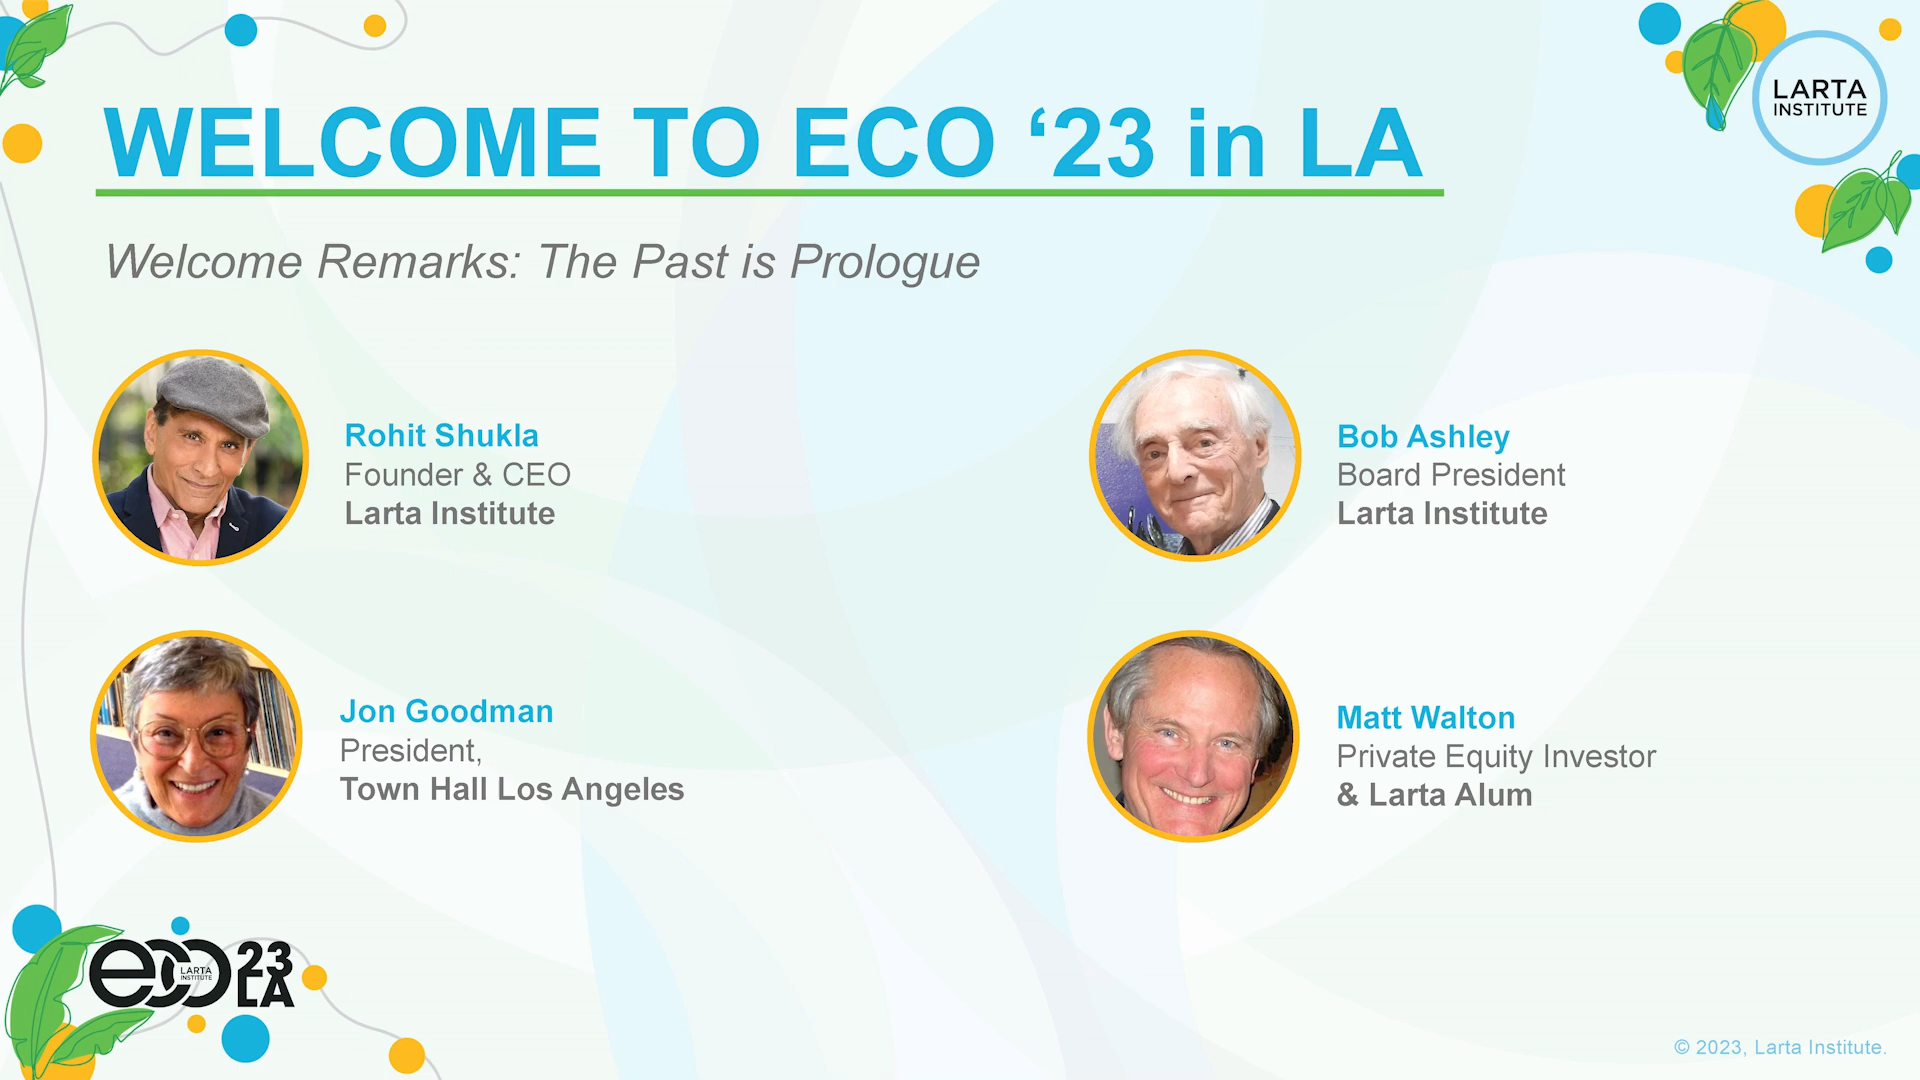 LARTA
INSTITUTE
WELCOME TO ECO ‘23 in LA
Welcome Remarks: The Past is Prologue
Rohit Shukla
Founder & CEO
Larta Institute
Bob Ashley
Board President
Larta Institute
Jon Goodman
President,
Town Hall Los Angeles
Matt Walton
Private Equity Investor
& Larta Alum
eco
LARTA
INSTITUTE
23
LA
© 2023, Larta Institute.